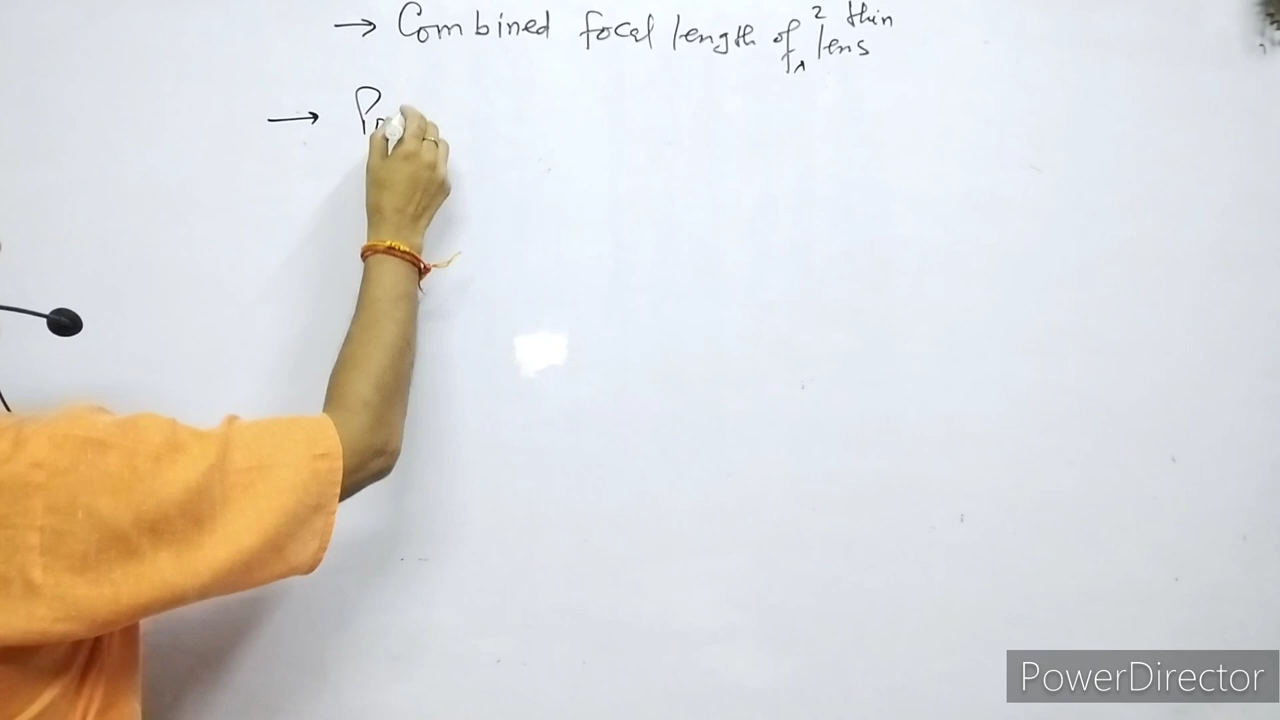 → Combined focal length of 2 thin lens
→
PowerDirector